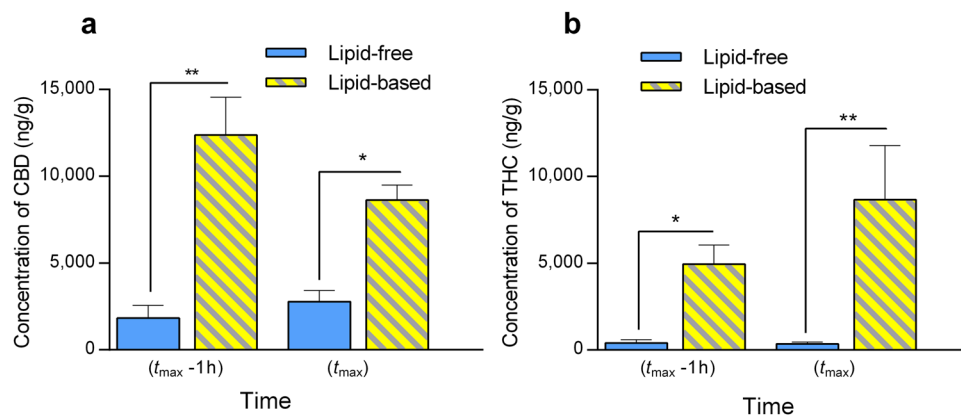 a
Lipid-free
Lipid-based
Concentration of CBD (ng/g)
15,000
10,000
5,000
0
**
*
(tmax -1h)
(tmax)
Time
b
Lipid-free
Lipid-based
Concentration of THC (ng/g)
15,000
10,000
5,000
0
*
**
(tmax -1h)
(tmax)
Time